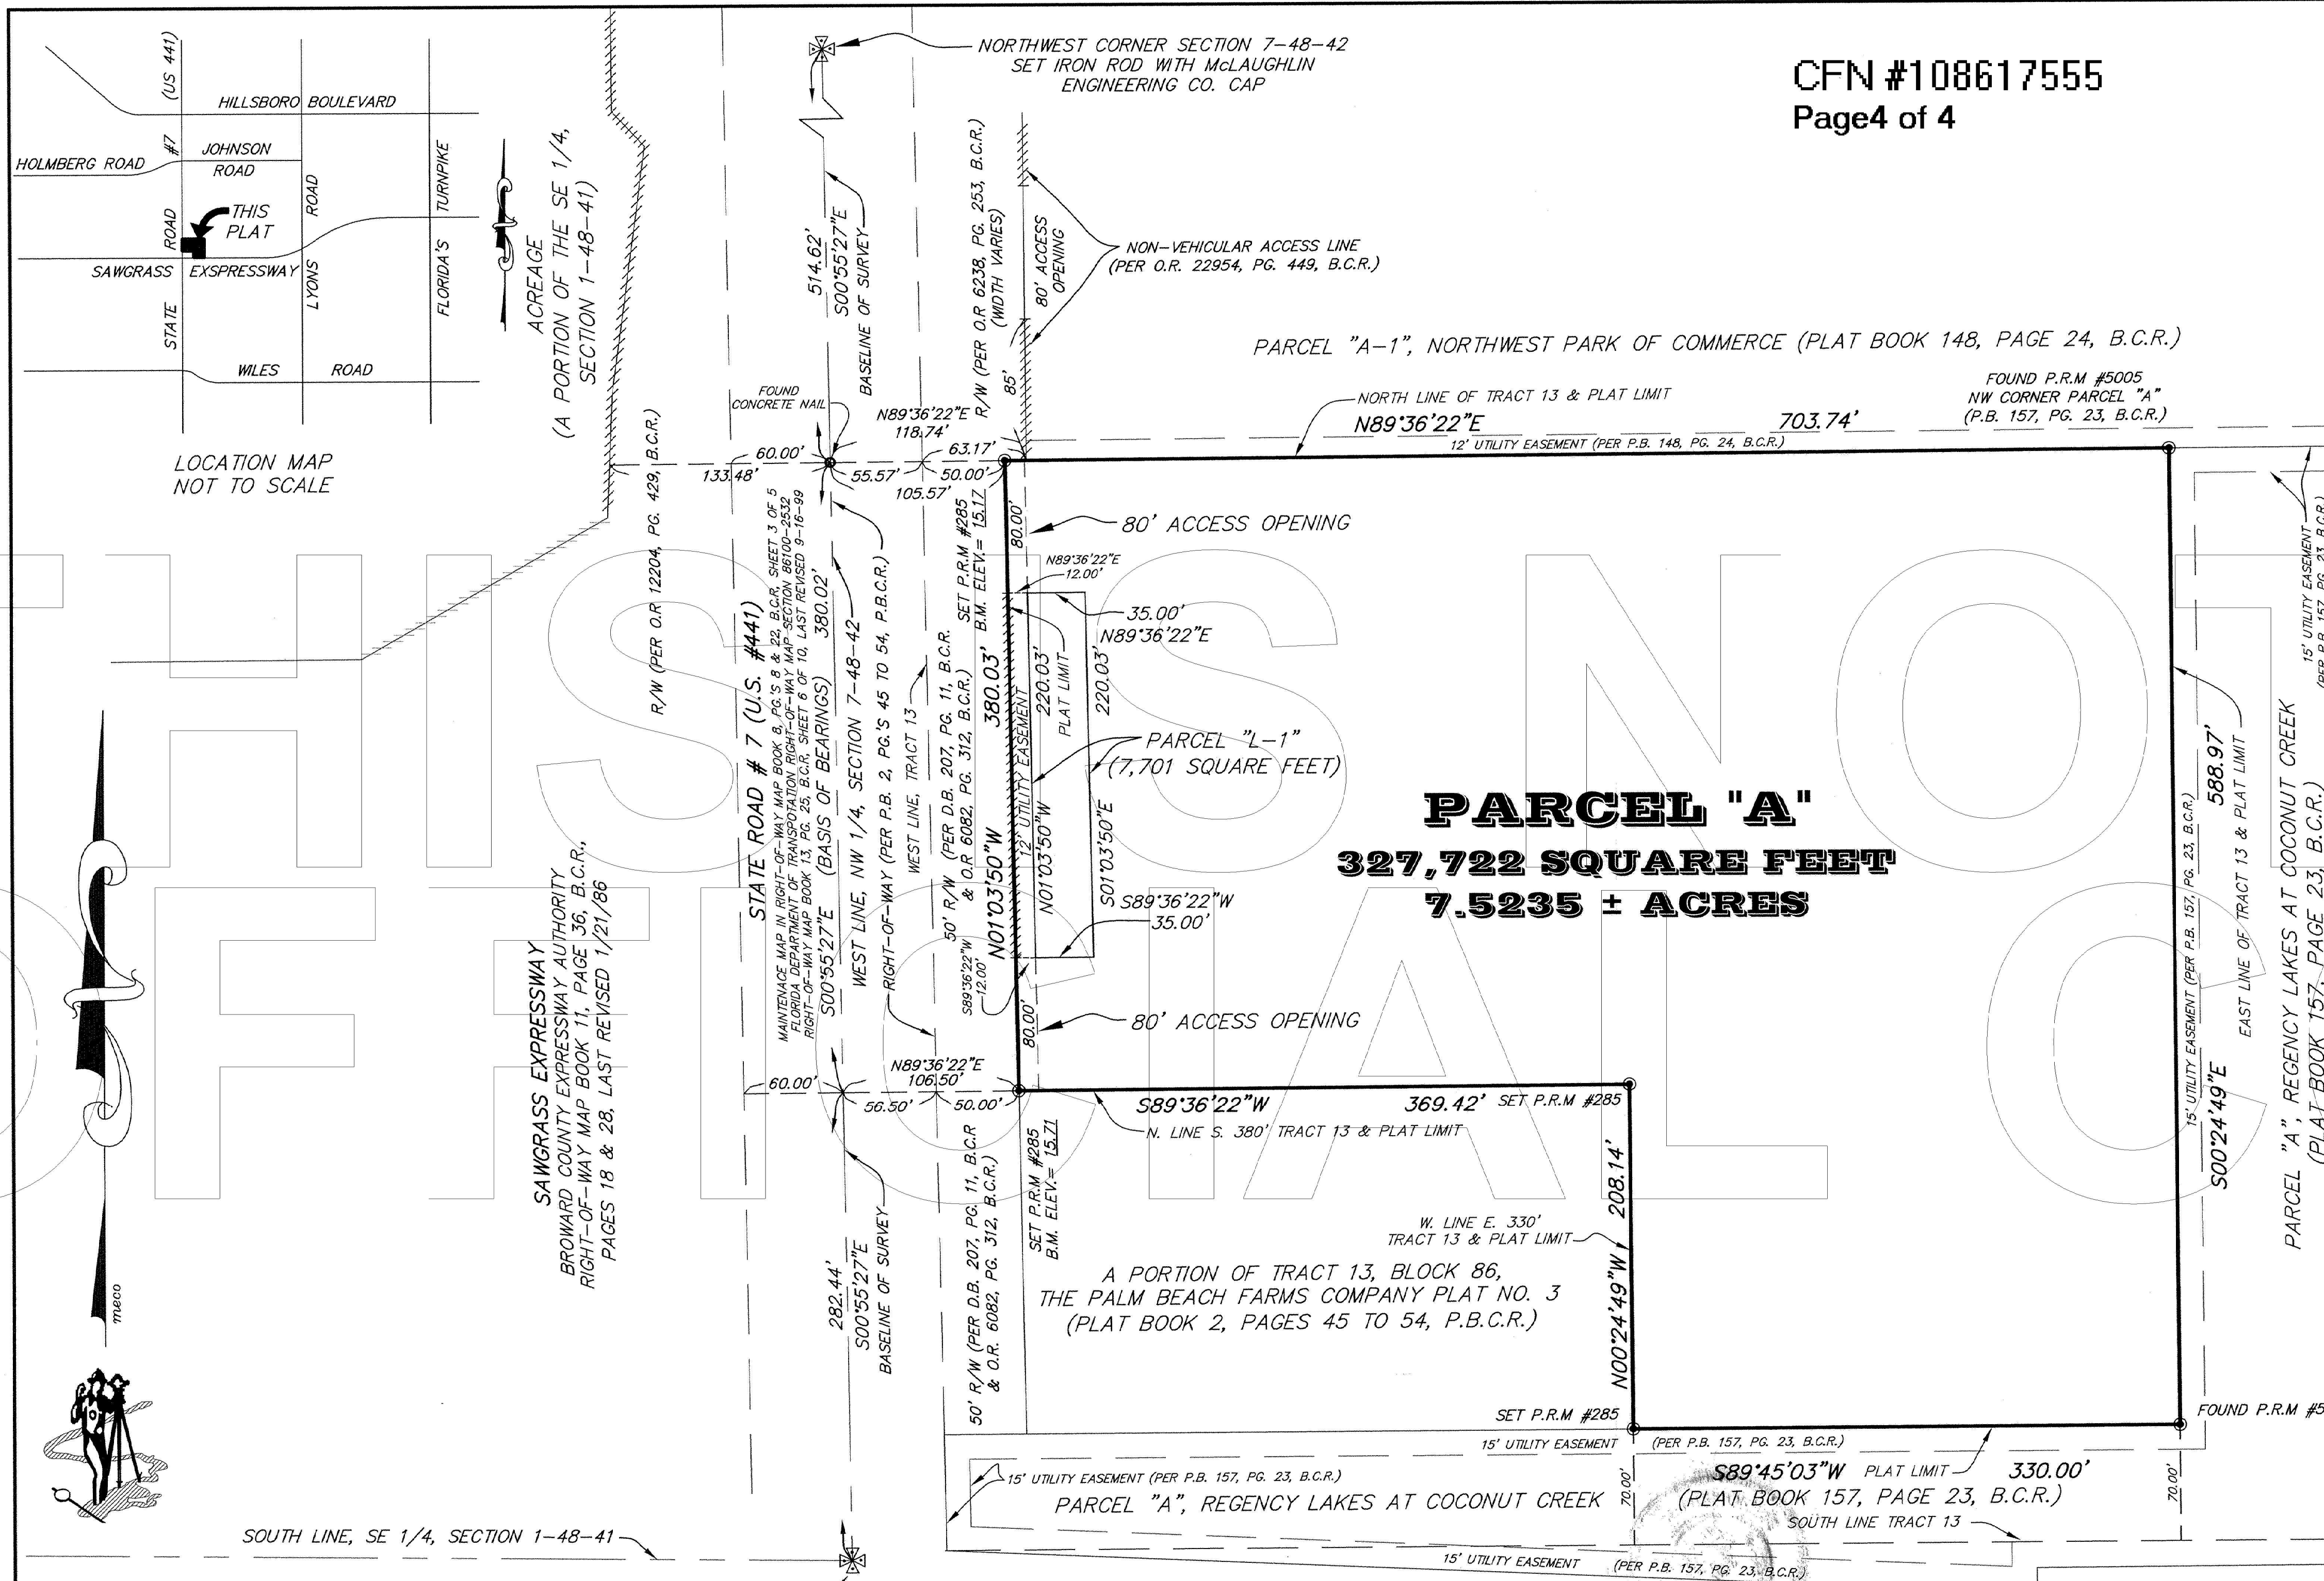 CFN #108617555
Page4 of 4
(US 441)
HILLSBORO BOULEVARD
#7
JOHNSON
ROAD
HOLMBERG ROAD
ROAD
LYONS
TURNPIKE
FLORIDA'S
THIS
PLAT
ROAD
SAWGRASS EXSPRESSWAY
STATE
WILES ROAD
LOCATION MAP
NOT TO SCALE
ACREAGE
(A PORTION OF THE SE 1/4,
SECTION 1-48-41)
NORTHWEST CORNER SECTION 7-48-42
SET IRON ROD WITH McLAUGHLIN
ENGINEERING CO. CAP
514.62'
S00°55'27"E
BASELINE OF SURVEY
R/W (PER O.R 6238, PG. 253, B.C.R.)
(WIDTH VARIES)
80' ACCESS
OPENING
NON-VEHICULAR ACCESS LINE
(PER O.R. 22954, PG. 449, B.C.R.)
85'
PARCEL "A-1", NORTHWEST PARK OF COMMERCE (PLAT BOOK 148, PAGE 24, B.C.R.)
FOUND
CONCRETE NAIL
N89°36'22"E
118.74'
60.00'
63.17'
133.48'
55.57'
50.00'
105.57'
NORTH LINE OF TRACT 13 & PLAT LIMIT
N89°36'22"E 703.74'
12' UTILITY EASEMENT (PER P.B. 148, PG. 24, B.C.R.)
FOUND P.R.M #5005
NW CORNER PARCEL "A"
(P.B. 157, PG. 23, B.C.R.)
R/W (PER O.R 12204, PG. 429, B.C.R.)
STATE ROAD # 7 (U.S. #441)
MAINTENACE MAP IN RIGHT-OF-WAY MAP BOOK 8, PG.'S 8 & 22, B.C.R, SHEET 3 OF 5
FLORIDA DEPARTMENT OF TRANSPOTATION RIGHT-OF-WAY MAP-SECTION 86100-2532
RIGHT-OF-WAY MAP BOOK 13, PG. 25, B.C.R, SHEET 6 OF 10, LAST REVISED 9-16-99
S00°55'27"E (BASIS OF BEARINGS) 380.02'
WEST LINE, NW 1/4, SECTION 7-48-42
RIGHT-OF-WAY (PER P.B. 2, PG.'S 45 TO 54, P.B.C.R.)
WEST LINE, TRACT 13
50' R/W (PER D.B. 207, PG. 11, B.C.R.
& O.R 6082, PG. 312, B.C.R.)
SET P.R.M #285
B.M. ELEV.= 15.17
N01°03'50"W 380.03'
80.00'
80' ACCESS OPENING
N89°36'22"E
12.00'
35.00'
N89°36'22"E
12' UTILITY EASEMENT
N01°03'50"W 220.03'
PLAT LIMIT
S01°03'50"E 220.03'
PARCEL "L-1"
(7,701 SQUARE FEET)
S89°36'22"W
35.00'
S89°36'22"W
12.00'
80.00'
80' ACCESS OPENING
PARCEL "A"
327,722 SQUARE FEET
7.5235 ± ACRES
15' UTILITY EASEMENT (PER P.B. 157, PG. 23, B.C.R.)
S00°24'49"E 588.97'
EAST LINE OF TRACT 13 & PLAT LIMIT
15' UTILITY EASEMENT
(PER P.B. 157, PG. 23, B.C.R.)
PARCEL "A", REGENCY LAKES AT COCONUT CREEK
(PLAT BOOK 157, PAGE 23, B.C.R.)
THIS IS NOT
OFFICIAL C
SAWGRASS EXPRESSWAY
BROWARD COUNTY EXPRESSWAY AUTHORITY
RIGHT-OF-WAY MAP BOOK 11, PAGE 36, B.C.R.,
PAGES 18 & 28, LAST REVISED 1/21/86
meco
N89°36'22"E
106.50'
60.00'
56.50'
50.00'
S89°36'22"W 369.42' SET P.R.M #285
N. LINE S. 380' TRACT 13 & PLAT LIMIT
282.44'
S00°55'27"E
BASELINE OF SURVEY
50' R/W (PER D.B. 207, PG. 11, B.C.R
& O.R. 6082, PG. 312, B.C.R.)
SET P.R.M #285
B.M. ELEV.= 15.71
W. LINE E. 330'
TRACT 13 & PLAT LIMIT
N00°24'49"W 208.14'
A PORTION OF TRACT 13, BLOCK 86,
THE PALM BEACH FARMS COMPANY PLAT NO. 3
(PLAT BOOK 2, PAGES 45 TO 54, P.B.C.R.)
SET P.R.M #285
FOUND P.R.M #5
15' UTILITY EASEMENT (PER P.B. 157, PG. 23, B.C.R.)
15' UTILITY EASEMENT (PER P.B. 157, PG. 23, B.C.R.)
S89°45'03"W PLAT LIMIT 330.00'
70.00'
70.00'
PARCEL "A", REGENCY LAKES AT COCONUT CREEK (PLAT BOOK 157, PAGE 23, B.C.R.)
SOUTH LINE TRACT 13
SOUTH LINE, SE 1/4, SECTION 1-48-41
15' UTILITY EASEMENT (PER P.B. 157, PG. 23, B.C.R.)